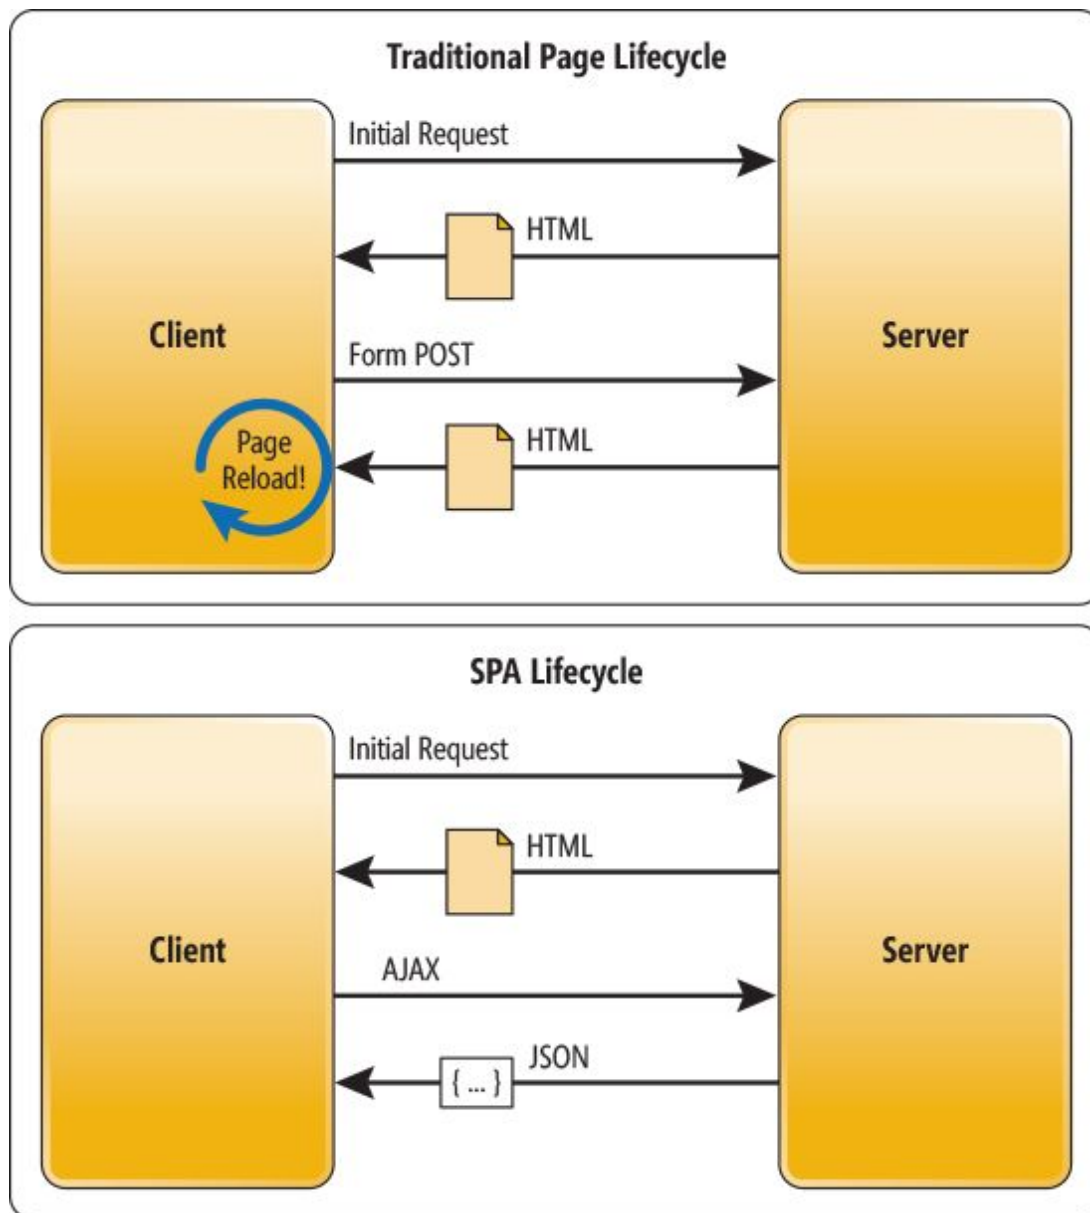 Traditional Page Lifecycle
Initial Request
HTML
Client
Server
Form POST
HTML
Page
Reload!
SPA Lifecycle
Initial Request
HTML
Client
Server
AJAX
JSON
{ ... }